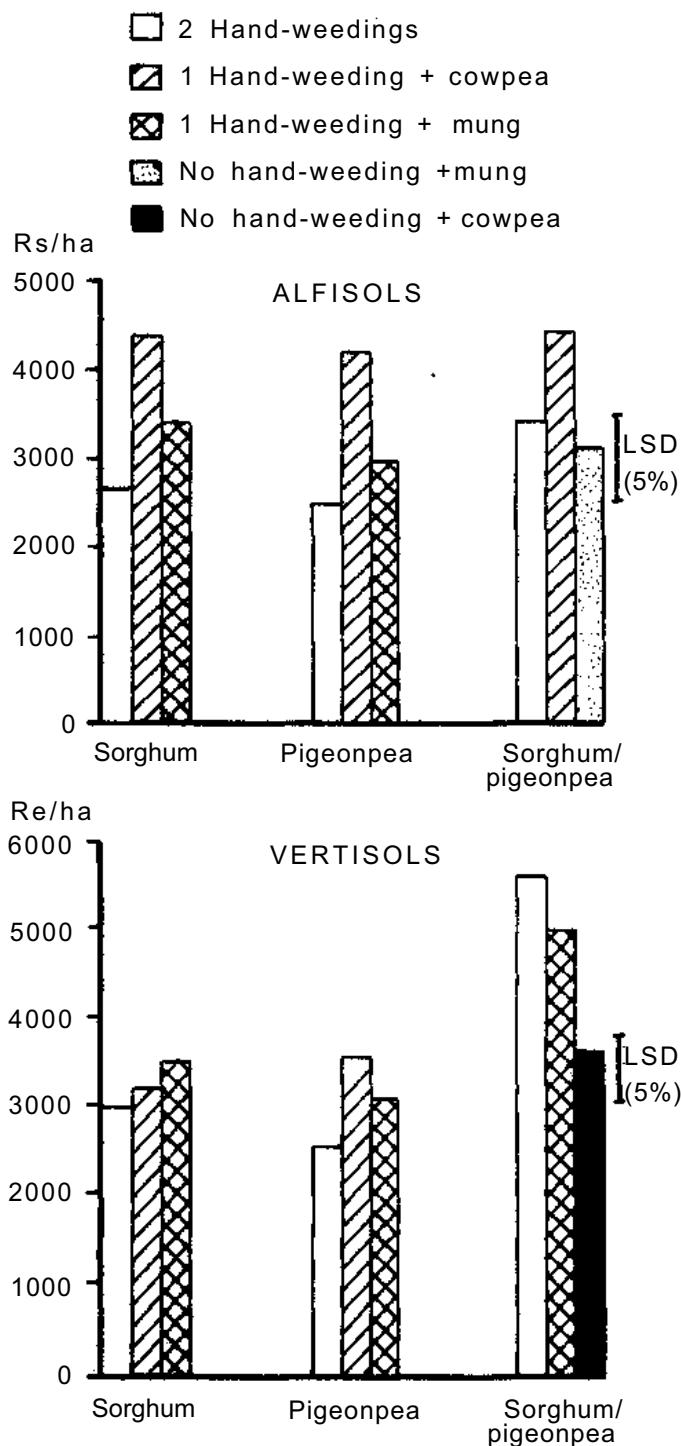 2 Hand-weedings
1 Hand-weeding + cowpea
1 Hand-weeding + mung
No hand-weeding +mung
No hand-weeding + cowpea
Rs/ha
ALFISOLS
5000
4000
3000
2000
1000
0
LSD
(5%)
Sorghum
Pigeonpea
Sorghum/
pigeonpea
Re/ha
VERTISOLS
6000
5000
4000
3000
2000
1000
0
LSD
(5%)
Sorghum
Pigeonpea
Sorghum/
pigeonpea